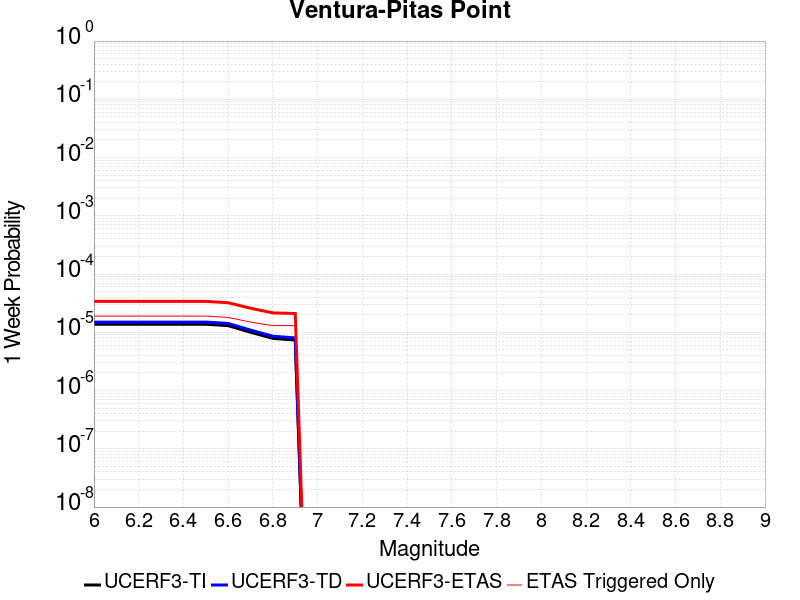 Ventura-Pitas Point
10^0
10^-1
10^-2
10^-3
10^-4
10^-5
10^-6
10^-7
10^-8
1 Week Probability
6 6.2 6.4 6.6 6.8 7 7.2 7.4 7.6 7.8 8 8.2 8.4 8.6 8.8 9
Magnitude
UCERF3-TI UCERF3-TD UCERF3-ETAS ETAS Triggered Only